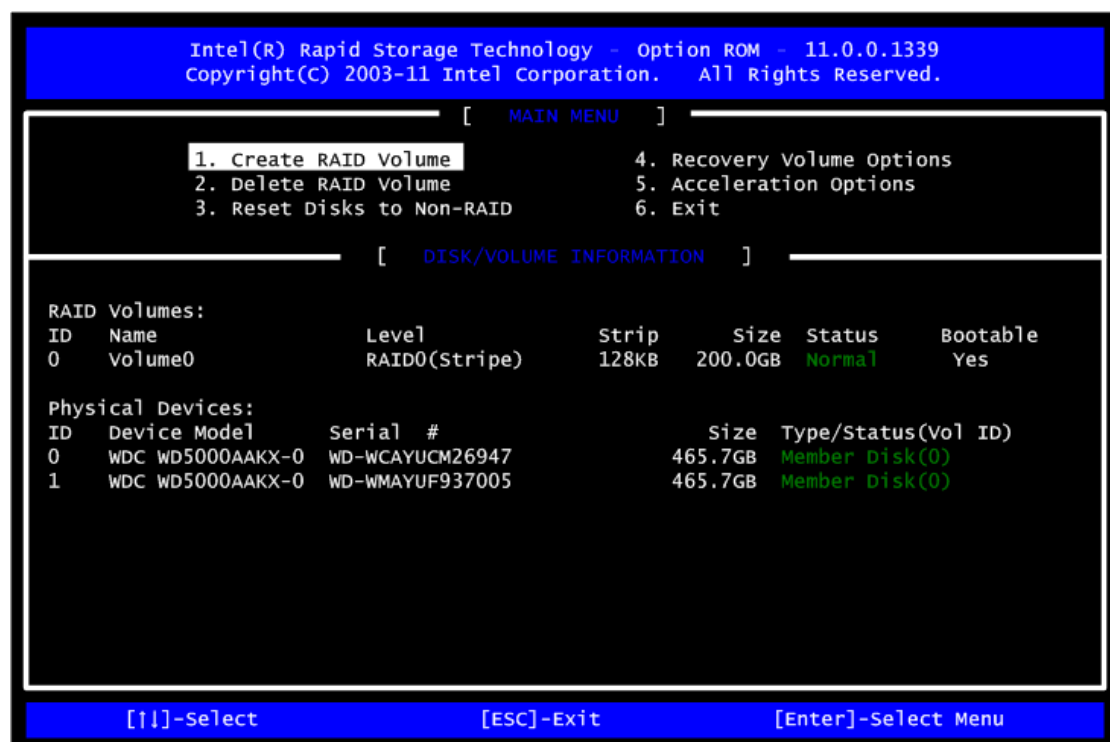 Intel(R) Rapid Storage Technology - Option ROM - 11.0.0.1339
Copyright(C) 2003-11 Intel Corporation. All Rights Reserved.
[ MAIN MENU ]
1. Create RAID Volume 4. Recovery Volume Options
2. Delete RAID Volume 5. Acceleration Options
3. Reset Disks to Non-RAID 6. Exit
[ DISK/VOLUME INFORMATION ]
RAID Volumes:
ID Name Level Strip Size Status Bootable
0 Volume0 RAID0(Stripe) 128KB 200.0GB Normal Yes
Physical Devices:
ID Device Model Serial # Size Type/Status(Vol ID)
0 WDC WD5000AAKX-0 WD-WCAYUCM26947 465.7GB Member Disk(0)
1 WDC WD5000AAKX-0 WD-WMAYUF937005 465.7GB Member Disk(0)
[↑↓]-Select [ESC]-Exit [Enter]-Select Menu